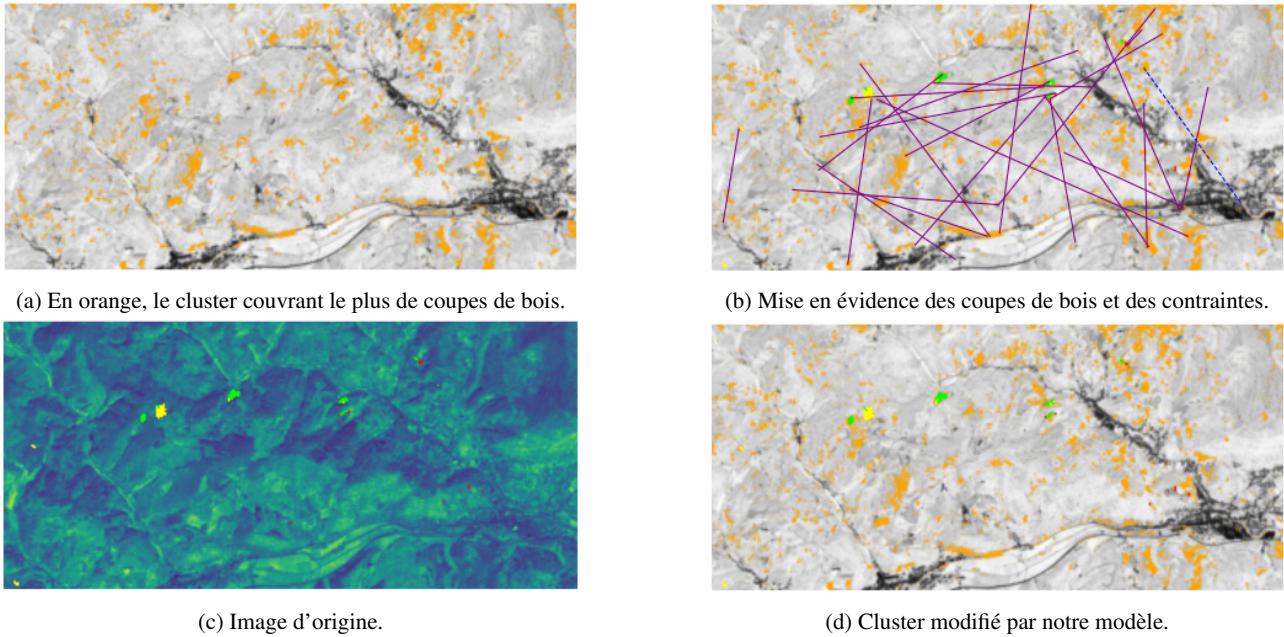 (a) En orange, le cluster couvrant le plus de coupes de bois.
(b) Mise en évidence des coupes de bois et des contraintes.
(c) Image d'origine.
(d) Cluster modifié par notre modèle.